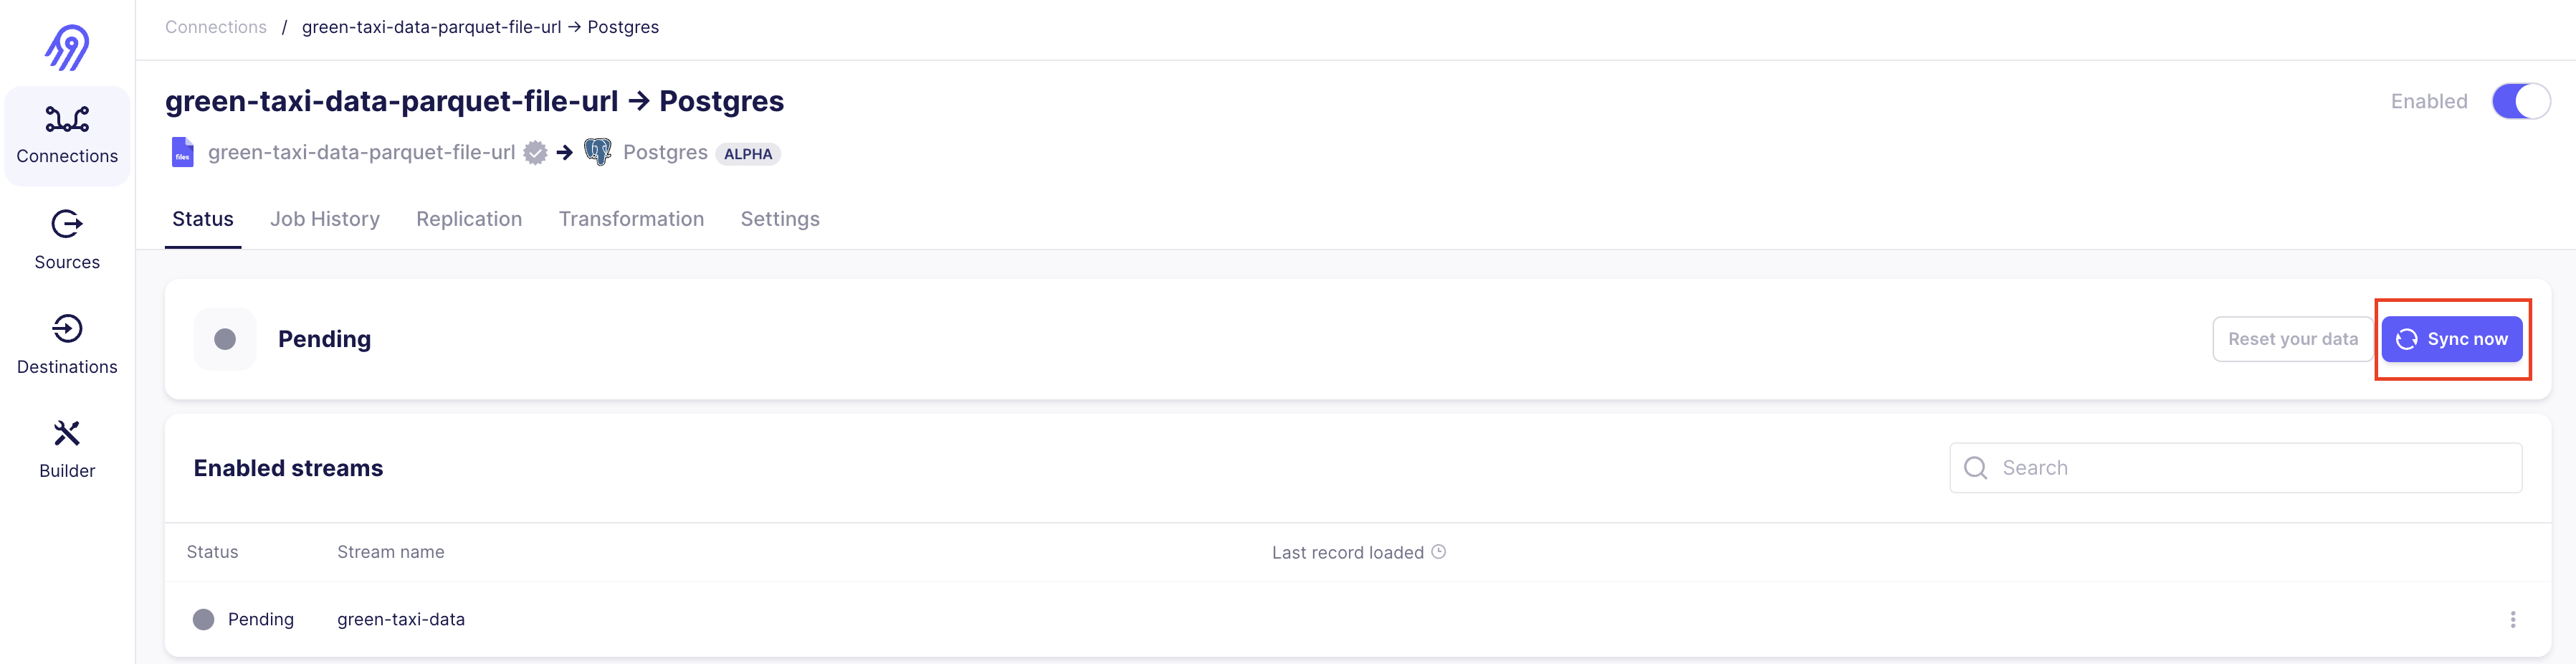 Connections / green-taxi-data-parquet-file-url → Postgres
green-taxi-data-parquet-file-url → Postgres
Enabled
files green-taxi-data-parquet-file-url → Postgres ALPHA
Connections
Sources
Destinations
Builder
Status Job History Replication Transformation Settings
Pending
Reset your data Sync now
Enabled streams
Search
Status Stream name Last record loaded
Pending green-taxi-data